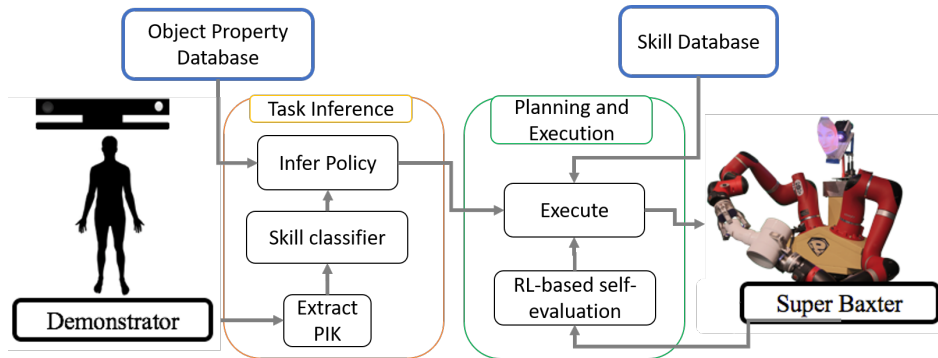 Object Property
Database
Skill Database
Task Inference
Planning and
Execution
Infer Policy
Execute
Skill classifier
Extract
PIK
RL-based self-
evaluation
Demonstrator
Super Baxter